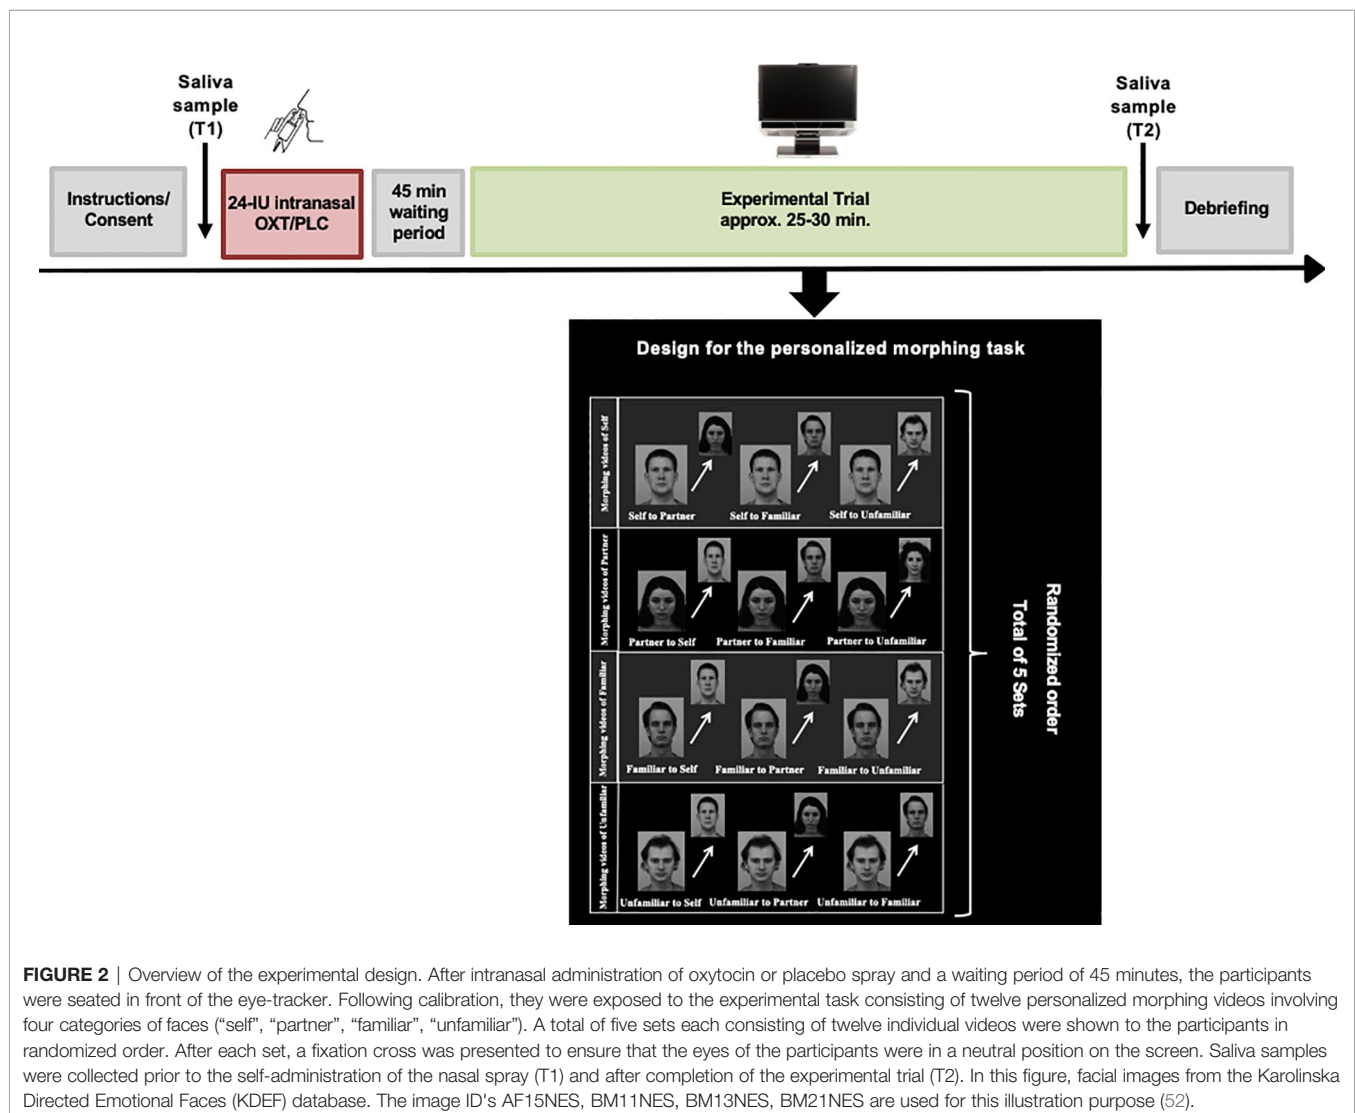 Saliva
sample
(T1)
Saliva
sample
(T2)
Instructions/
Consent
24-IU intranasal
OXT/PLC
45 min
waiting
period
Experimental Trial
approx. 25-30 min.
Debriefing
Design for the personalized morphing task
Morphing videos of Self
Self to Partner
Self to Familiar
Self to Unfamiliar
Morphing videos of Partner
Partner to Self
Partner to Familiar
Partner to Unfamiliar
Morphing videos of Familiar
Familiar to Self
Familiar to Partner
Familiar to Unfamiliar
Morphing videos of Unfamiliar
Unfamiliar to Self
Unfamiliar to Partner
Unfamiliar to Familiar
Randomized order
Total of 5 Sets
FIGURE 2 | Overview of the experimental design. After intranasal administration of oxytocin or placebo spray and a waiting period of 45 minutes, the participants
were seated in front of the eye-tracker. Following calibration, they were exposed to the experimental task consisting of twelve personalized morphing videos involving
four categories of faces (“self”, “partner”, “familiar”, “unfamiliar”). A total of five sets each consisting of twelve individual videos were shown to the participants in
randomized order. After each set, a fixation cross was presented to ensure that the eyes of the participants were in a neutral position on the screen. Saliva samples
were collected prior to the self-administration of the nasal spray (T1) and after completion of the experimental trial (T2). In this figure, facial images from the Karolinska
Directed Emotional Faces (KDEF) database. The image ID's AF15NES, BM11NES, BM13NES, BM21NES are used for this illustration purpose (52).